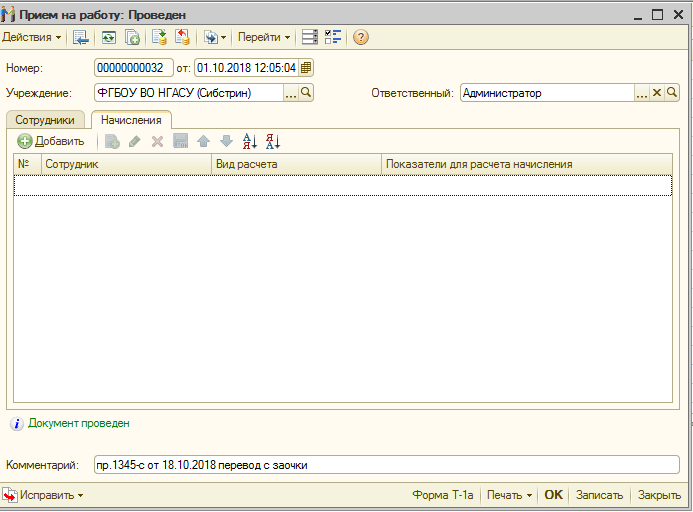 Прием на работу: Проведен
Действия Перейти
Номер: 00000000032 от: 01.10.2018 12:05:04
Учреждение: ФГБОУ ВО НГАСУ (Сибстрин) ... Ответственный: Администратор ...
Сотрудники Начисления
Добавить
№ Сотрудник Вид расчета Показатели для расчета начисления
Документ проведен
Комментарий: пр.1345-с от 18.10.2018 перевод с заочки
Исправить Форма Т-1а Печать OK Записать Закрыть